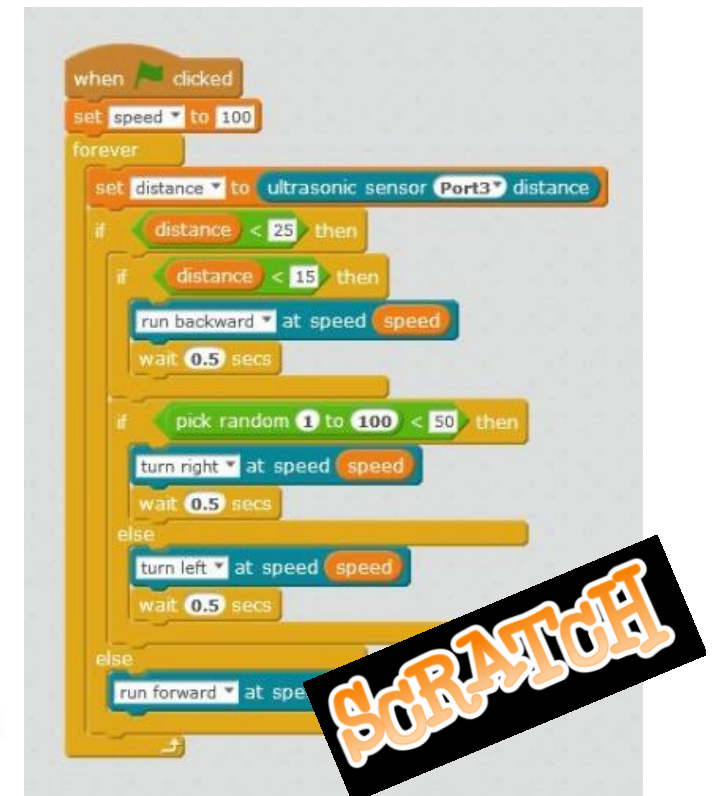 when clicked
set speed to 100
forever
set distance to ultrasonic sensor Port3 distance
if distance < 25 then
if distance < 15 then
run backward at speed speed
wait 0.5 secs
if pick random 1 to 100 < 50 then
turn right at speed speed
wait 0.5 secs
else
turn left at speed speed
wait 0.5 secs
else
run forward at spe
SCRATCH